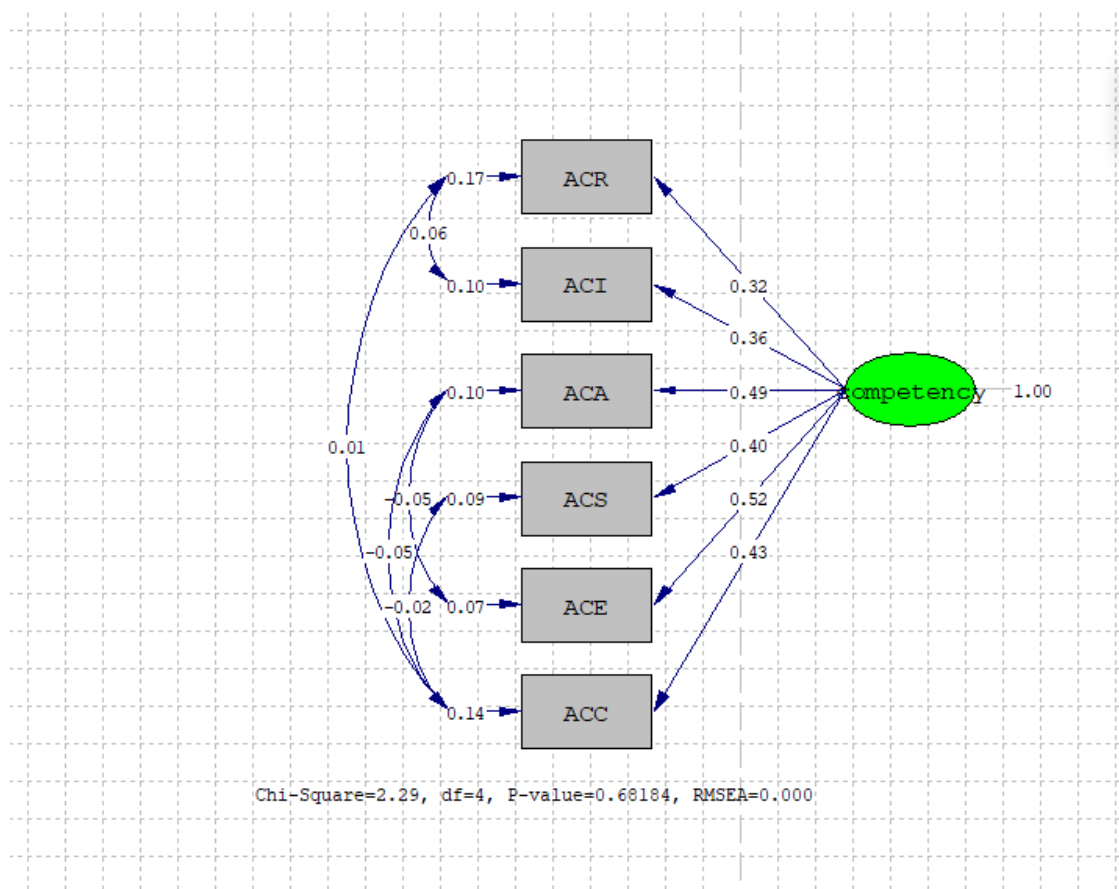 0.17 ACR
0.06
0.32
0.10 ACI
0.36
0.10 ACA 0.49 competency 1.00
0.40
0.01
-0.05 0.09 ACS 0.52
-0.05 0.43
-0.02 0.07 ACE
0.14 ACC
Chi-Square=2.29, df=4, P-value=0.68184, RMSEA=0.000